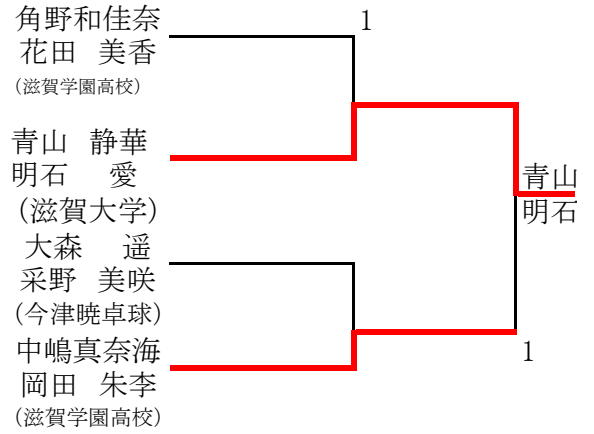 角野和佳奈
花田 美香
(滋賀学園高校)
1
青山 静華
明石 愛
(滋賀大学)
青山
明石
大森 遥
采野 美咲
(今津暁卓球)
中嶋真奈海
岡田 朱李
(滋賀学園高校)
1